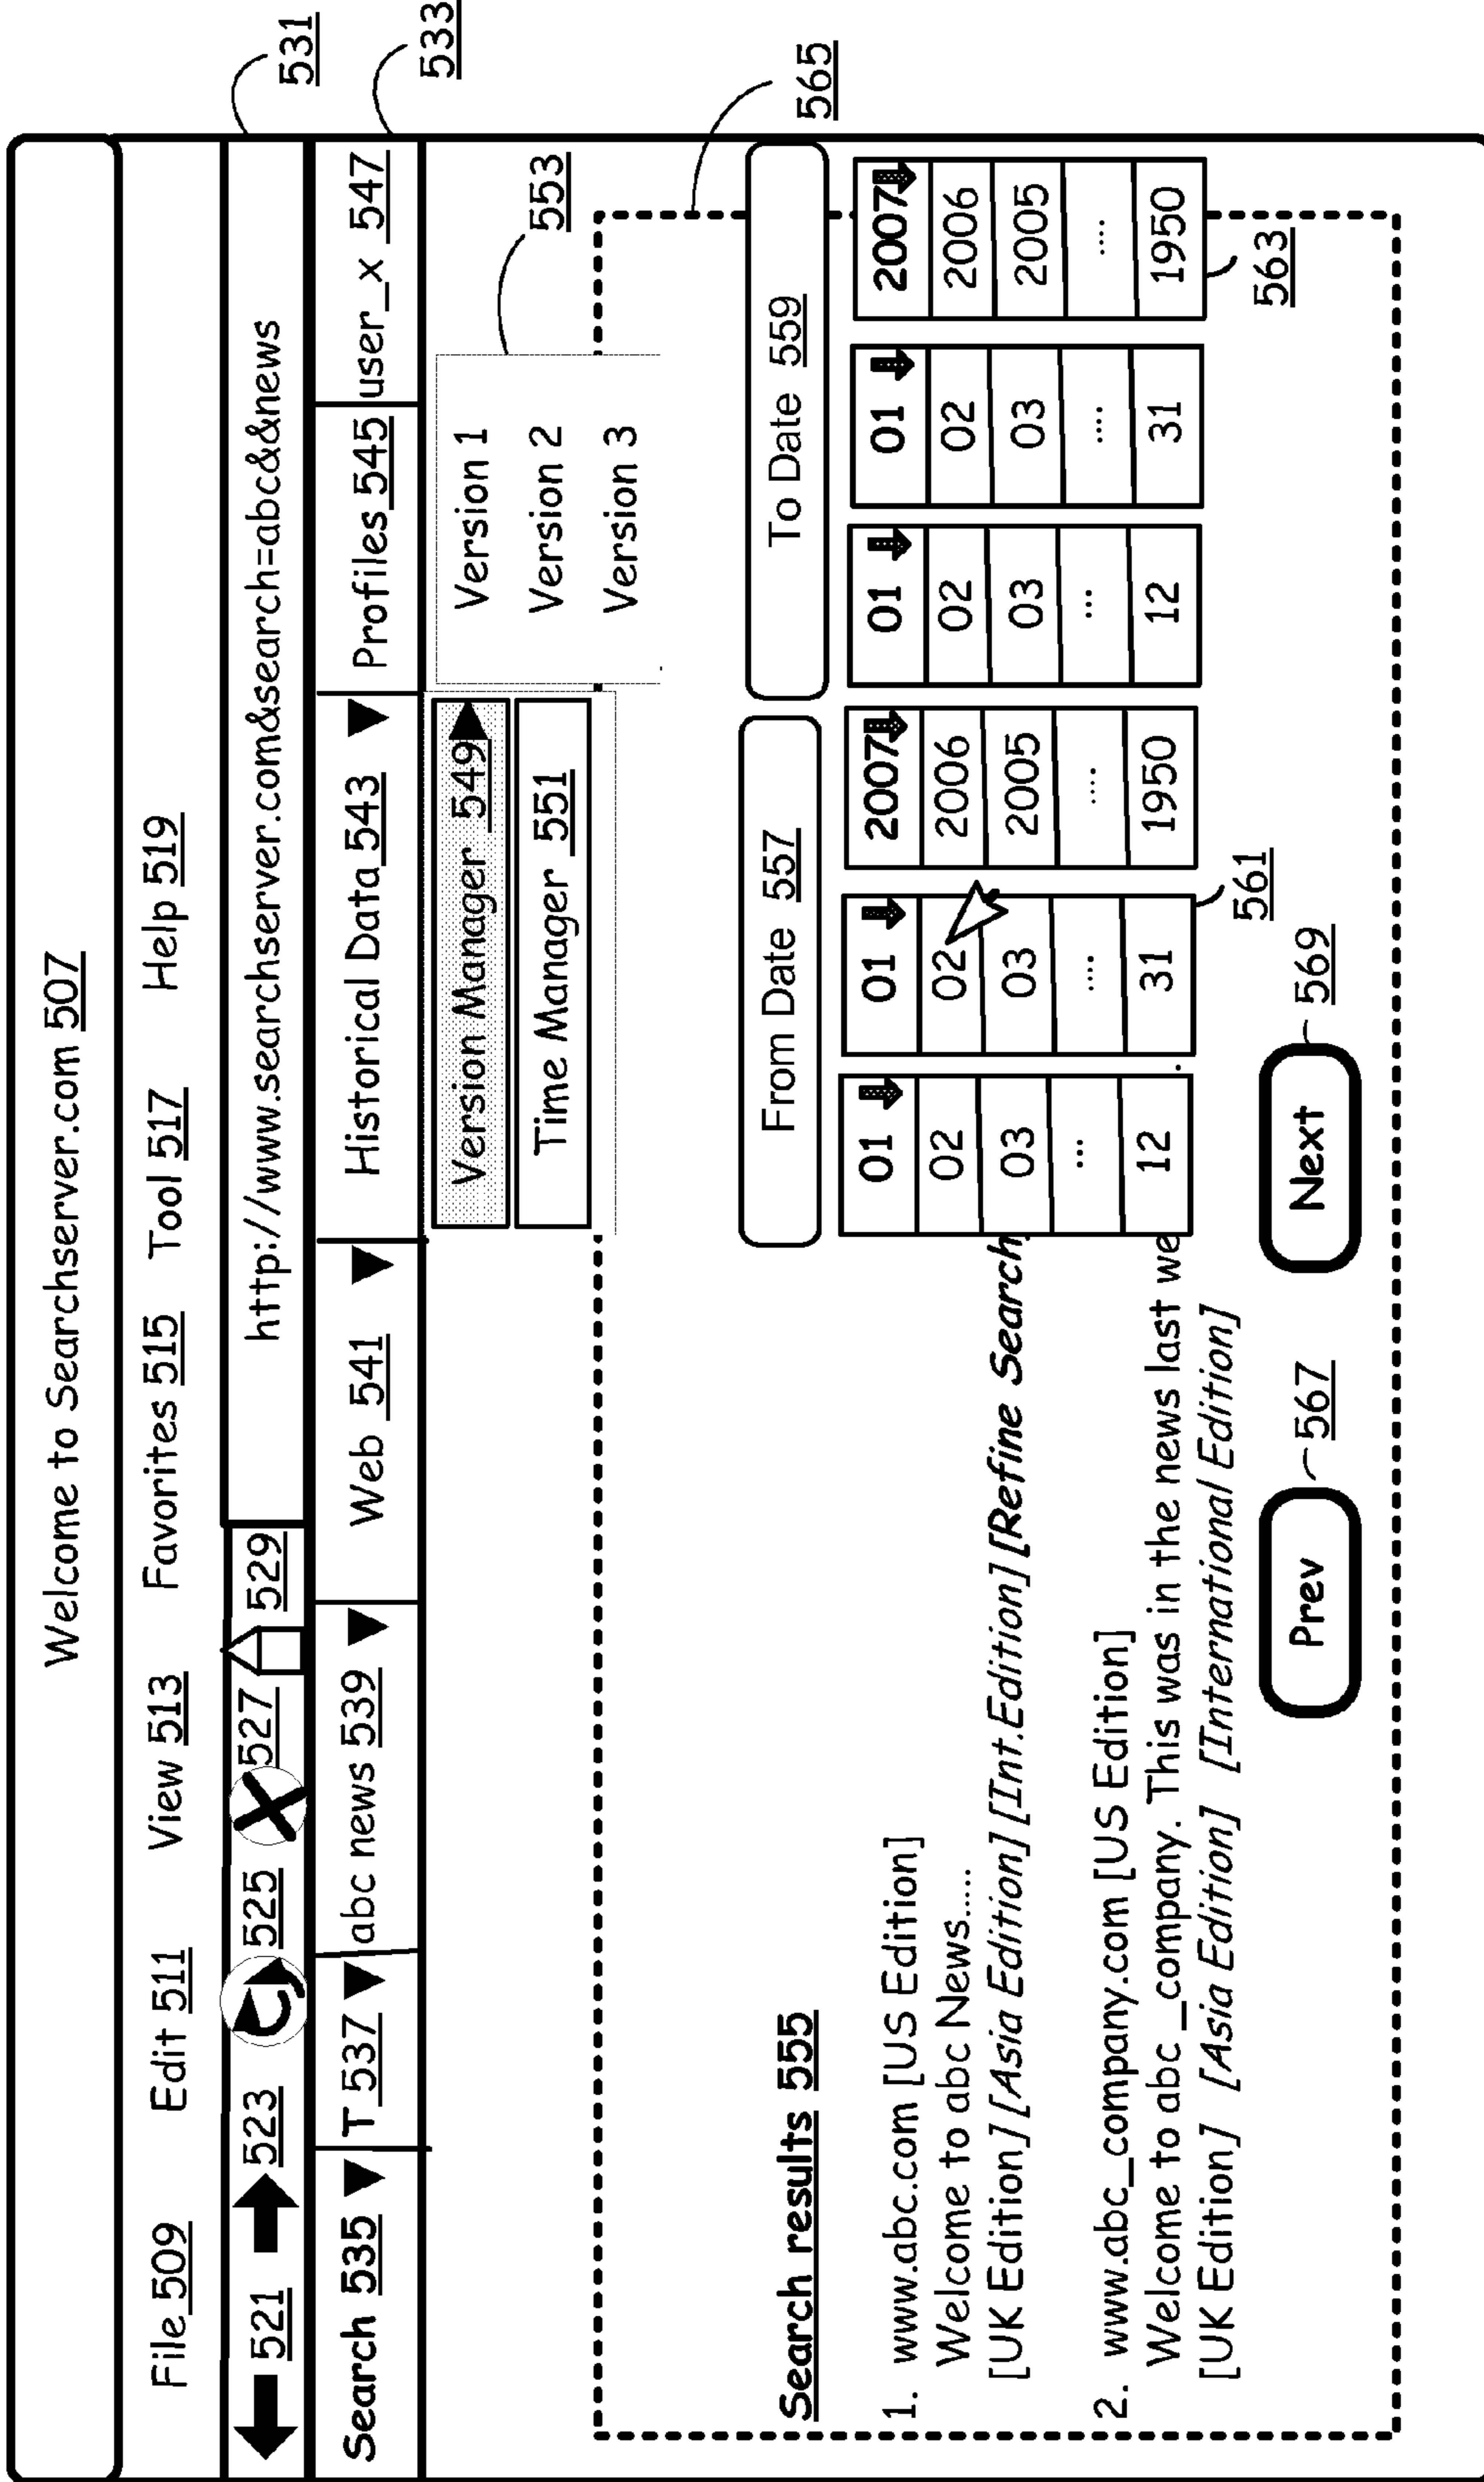 Welcome to Searchserver.com 507
File 509 Edit 511 View 513 Favorites 515 Tool 517 Help 519
521 523 525 527 529 http://www.searchserver.com&search=abc&news 531
Search 535 T 537 abc news 539 Web 541 Historical Data 543 Profiles 545 user_x 547 533
Version Manager 549 Version 1 553
Time Manager 551 Version 2
Version 3
565
Search results 555 From Date 557 To Date 559
01 01 2007 01 01 2007
1. www.abc.com [US Edition] 02 02 2006 02 02 2006
Welcome to abc News.....
[UK Edition] [Asia Edition] [Int.Edition] [Refine Search 03 03 2005 03 03 2005
... .... .... ... .... ....
2. www.abc_company.com [US Edition] 12 31 1950 12 31 1950
Welcome to abc _company. This was in the news last we
[UK Edition] [Asia Edition] [International Edition] 561 563
Prev 567 Next 569